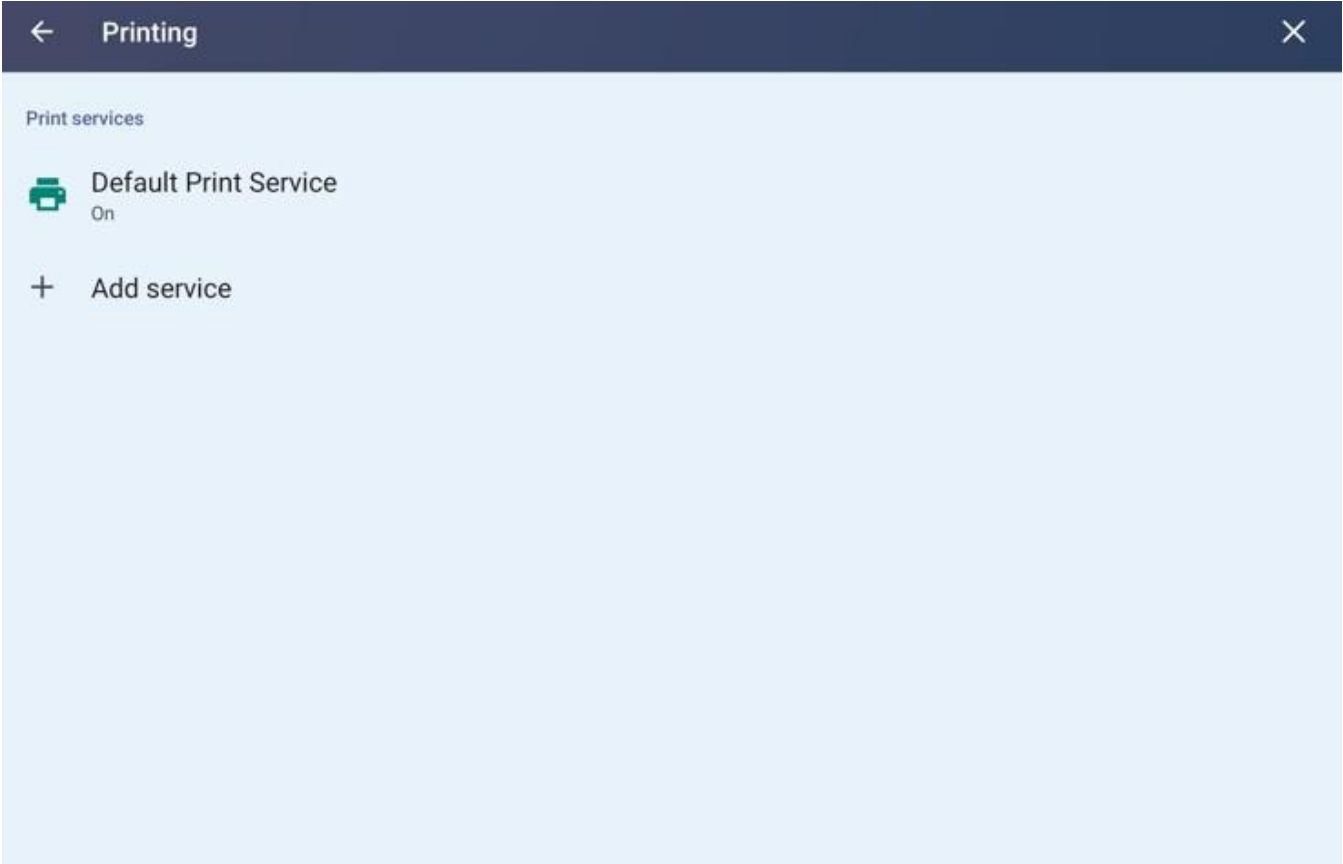 Printing
Print services
Default Print Service
On
Add service